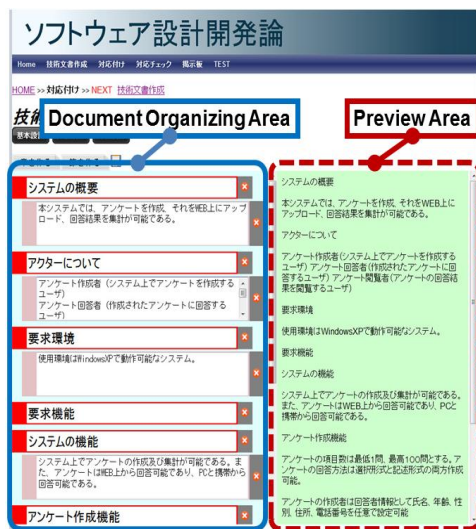 ソフトウェア設計開発論
Home 技術文書作成 対応付け 対応チェック 掲示板 TEST
HOME >> 対応付け >> NEXT 技術文書作成
技術
Document Organizing Area
Preview Area
基本設
システムの概要
本システムでは、アンケートを作成、それをWEB上にアップ
ロード、回答結果を集計が可能である。
アクターについて
アンケート作成者（システム上でアンケートを作成する
ユーザ）
アンケート回答者（作成されたアンケートに回答する
ユーザ）
要求環境
使用環境はWindowsXPで動作可能なシステム。
要求機能
システムの機能
システム上でアンケートの作成及び集計が可能である。ま
た、アンケートはWEB上から回答可能であり、PCと携帯から
回答可能である。
アンケート作成機能
システムの概要
本システムでは、アンケートを作成、それをWEB上に
アップロード、回答結果を集計が可能である。
アクターについて
アンケート作成者(システム上でアンケートを作成する
ユーザ) アンケート回答者(作成されたアンケートに回
答するユーザ) アンケート閲覧者(アンケートの回答結
果を閲覧するユーザ)
要求環境
使用環境はWindowsXPで動作可能なシステム。
要求機能
システムの機能
システム上でアンケートの作成及び集計が可能である。
また、アンケートはWEB上から回答可能であり、PCと
携帯から回答可能である。
アンケート作成機能
アンケートの項目数は最低1問、最高100問とする。ア
ンケートの回答方法は選択形式と記述形式の両方作成
可能。
アンケートの作成者は回答者情報として氏名、年齢、性
別、住所、電話番号を任意で設定可能